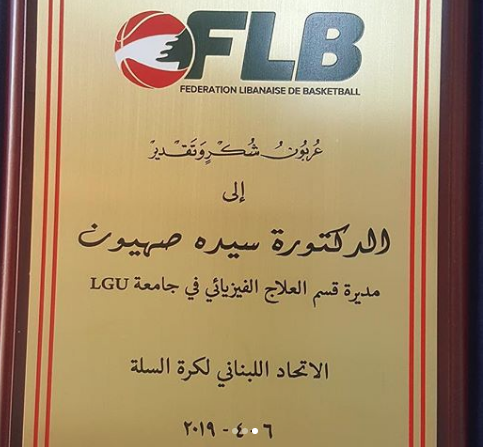 FLB
FEDERATION LIBANAISE DE BASKETBALL
عربون شكر وتقدير
إلى
الدكتورة سيده صهيون
مديرة قسم العلاج الفيزيائي في جامعة LGU
الاتحاد اللبناني لكرة السلة
٦ - ٤ - ٢٠١٩